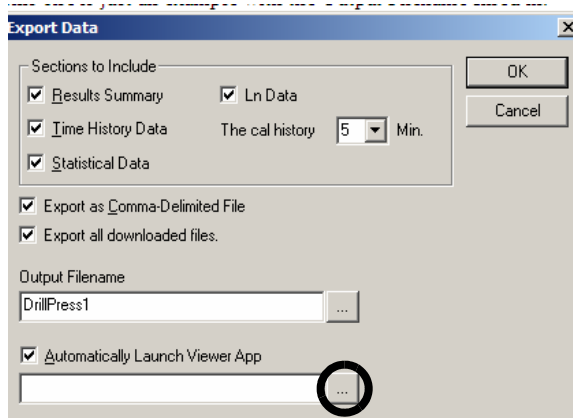 Export Data
Sections to Include
Results Summary
Ln Data
Time History Data
The cal history 5 Min.
Statistical Data
Export as Comma-Delimited File
Export all downloaded files.
Output Filename
DrillPress1
...
Automatically Launch Viewer App
...
OK
Cancel